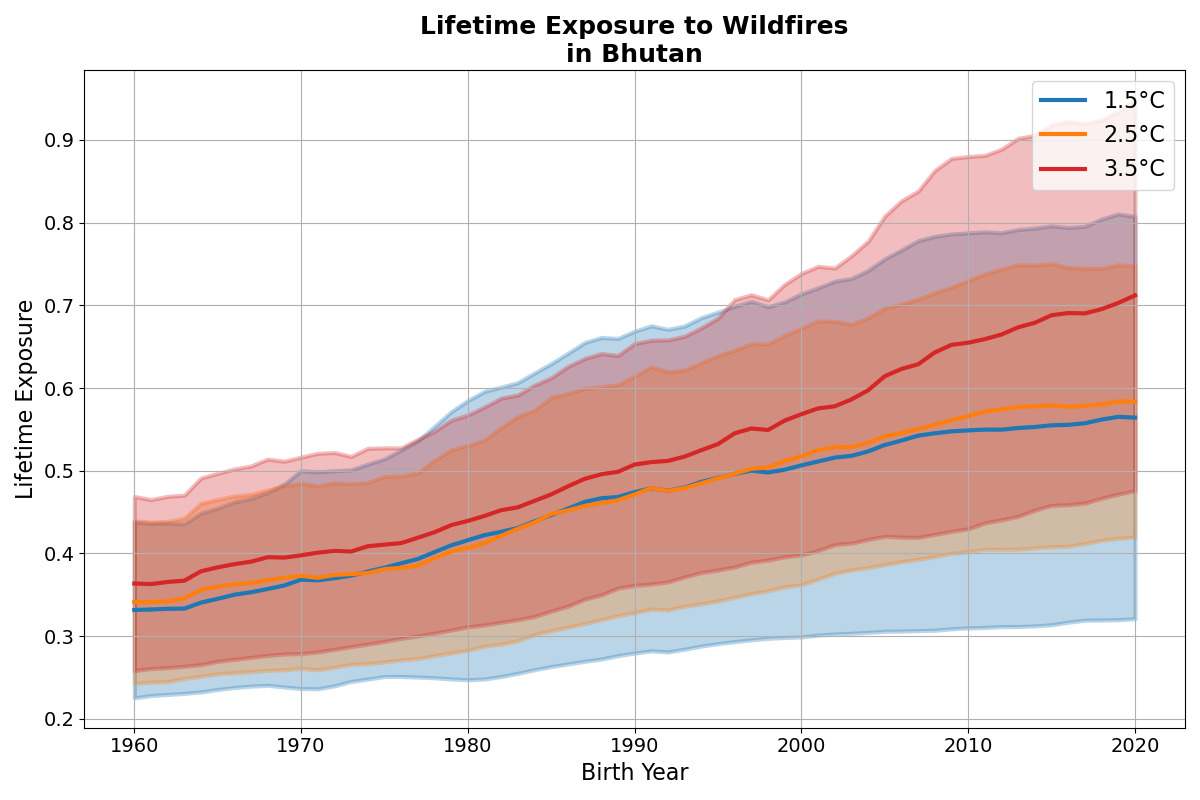 Lifetime Exposure to Wildfires
in Bhutan
1.5°C
2.5°C
3.5°C
Lifetime Exposure
0.9
0.8
0.7
0.6
0.5
0.4
0.3
0.2
1960 1970 1980 1990 2000 2010 2020
Birth Year